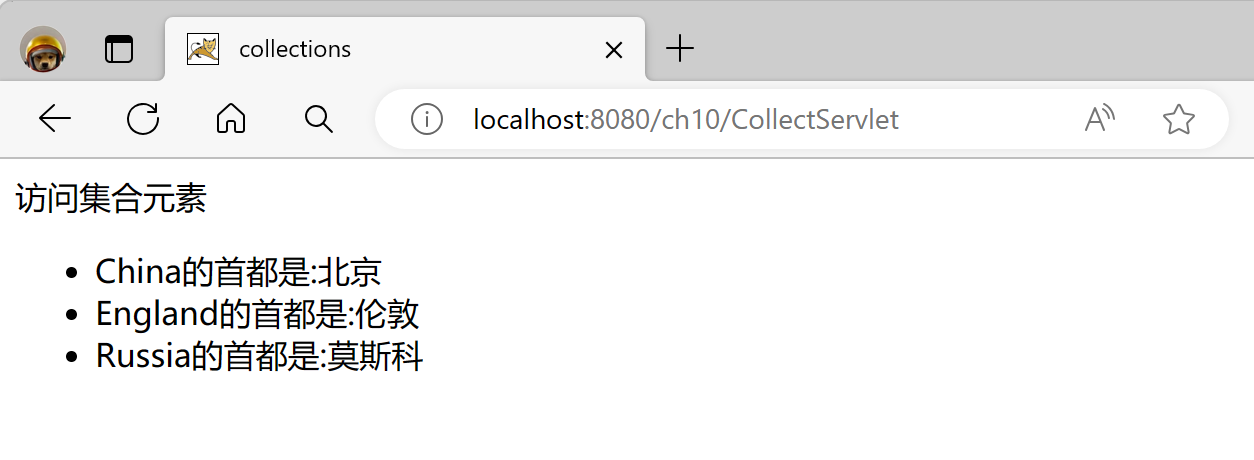 collections
localhost:8080/ch10/CollectServlet
访问集合元素
China的首都是:北京
England的首都是:伦敦
Russia的首都是:莫斯科